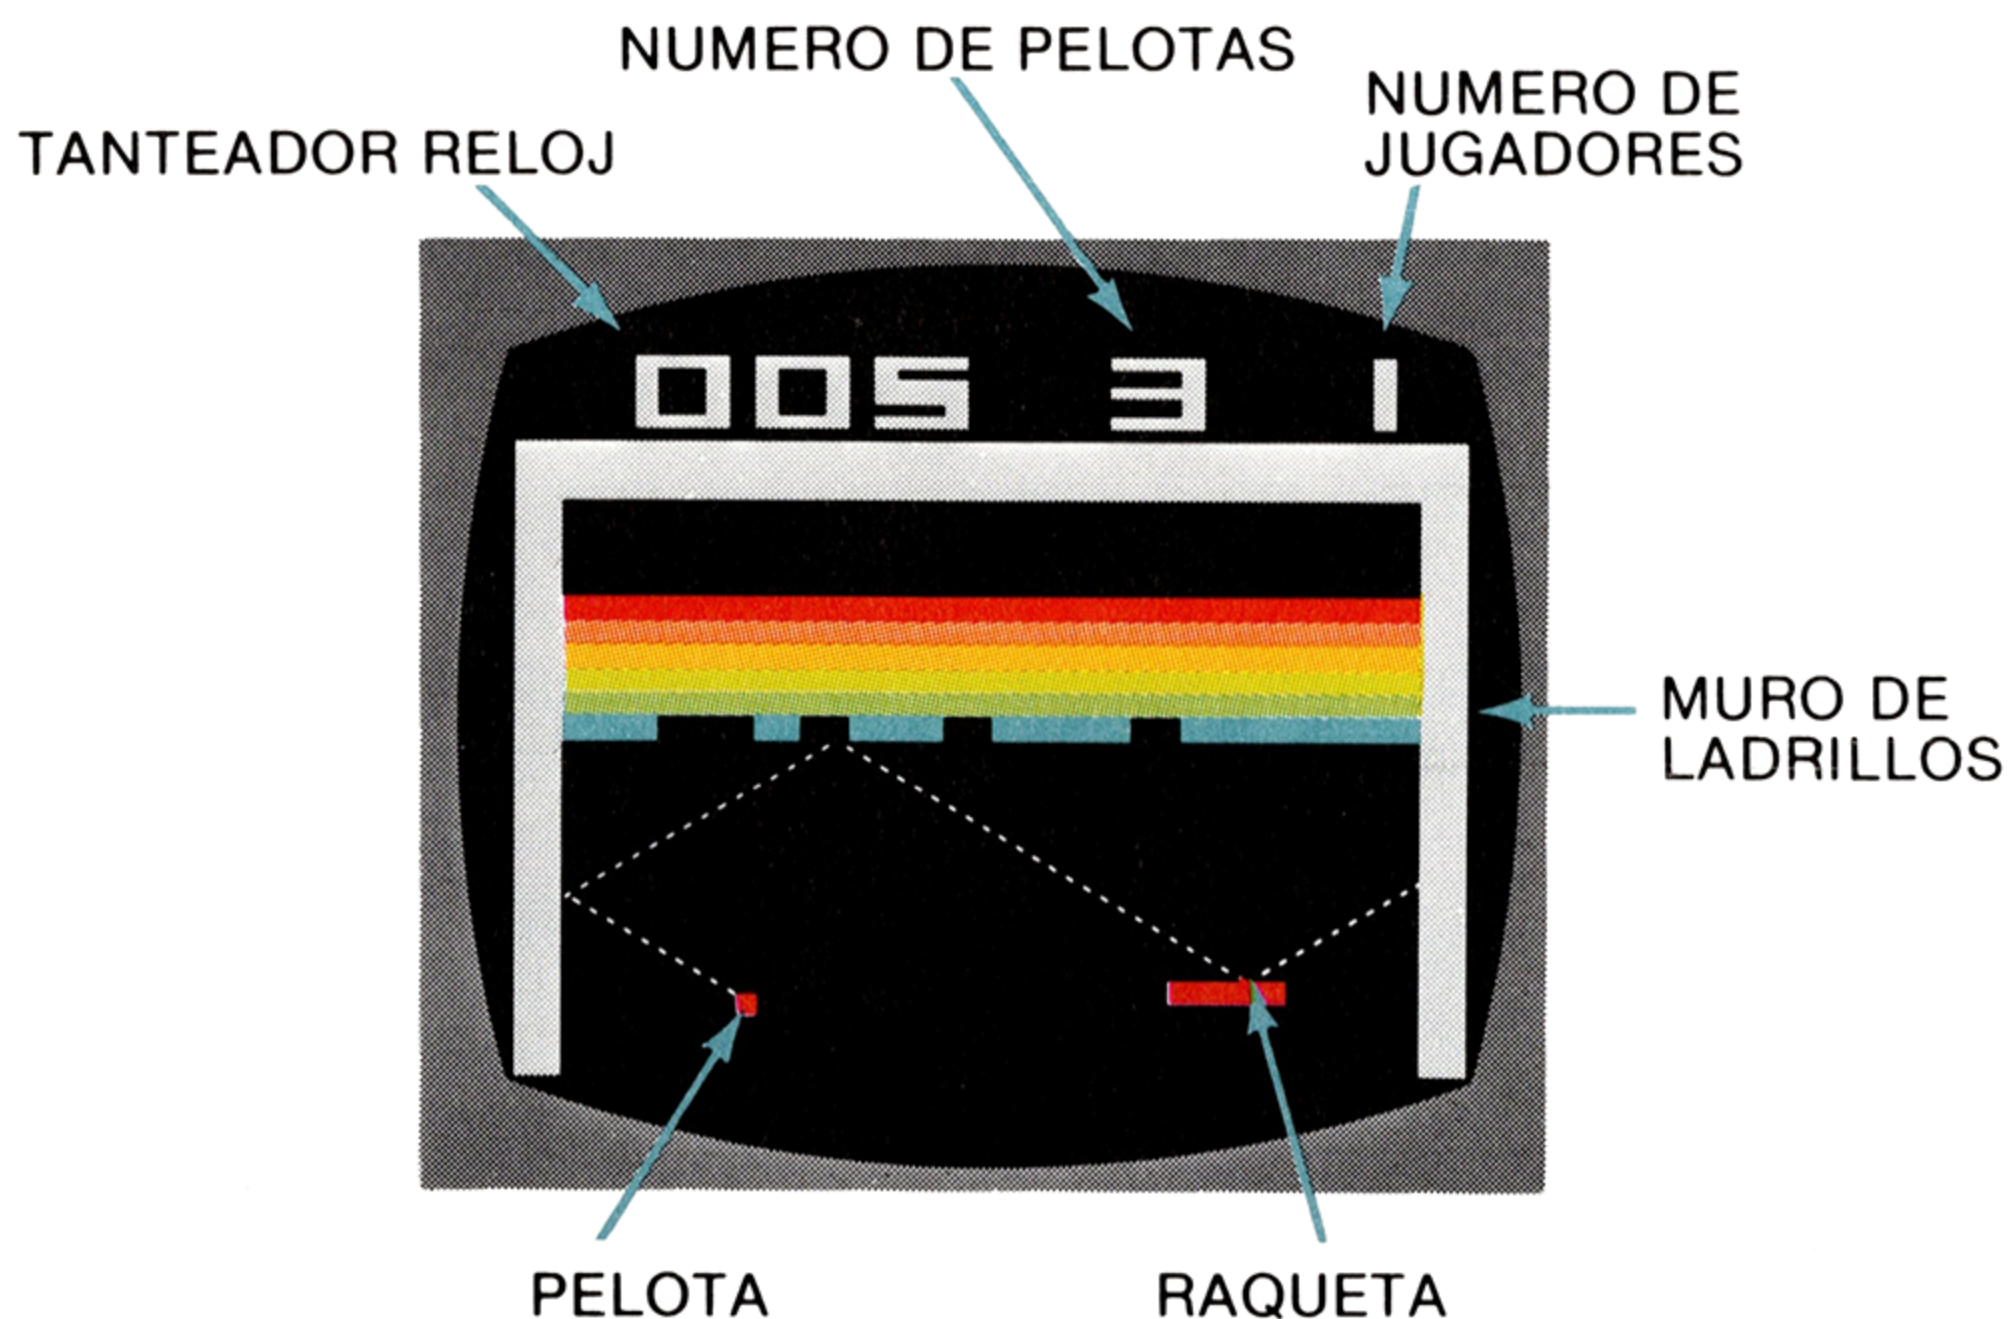 NUMERO DE PELOTAS
NUMERO DE
JUGADORES
TANTEADOR RELOJ
005 3 1
MURO DE
LADRILLOS
PELOTA
RAQUETA